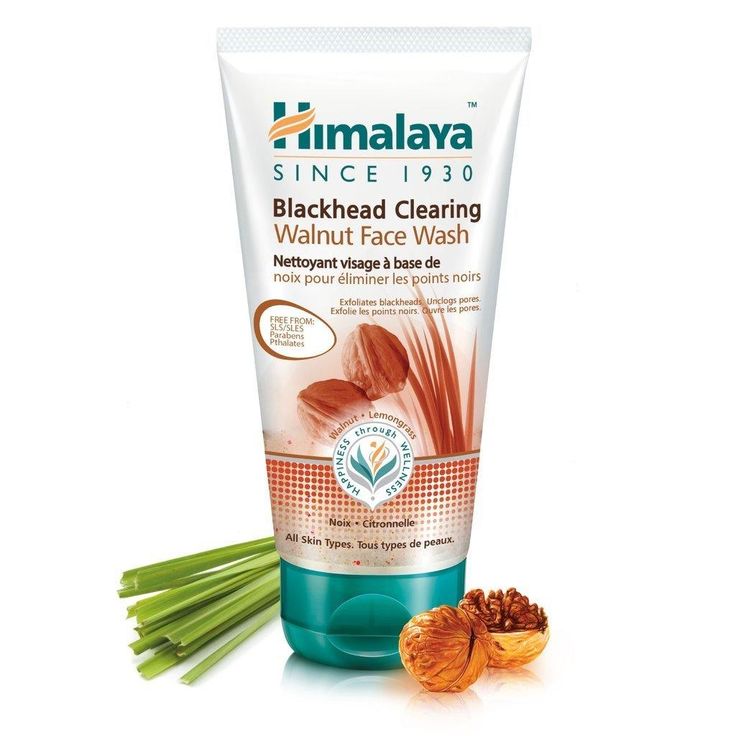 Himalaya™
SINCE 1930
Blackhead Clearing
Walnut Face Wash
Nettoyant visage à base de
noix pour éliminer les points noirs
Exfoliates blackheads. Unclogs pores.
Exfolie les points noirs. Ouvre les pores.
FREE FROM:
SLS/SLES
Parabens
Pthalates
Walnut • Lemongrass
HAPPINESS through WELLNESS
Noix • Citronnelle
All Skin Types. Tous types de peaux.